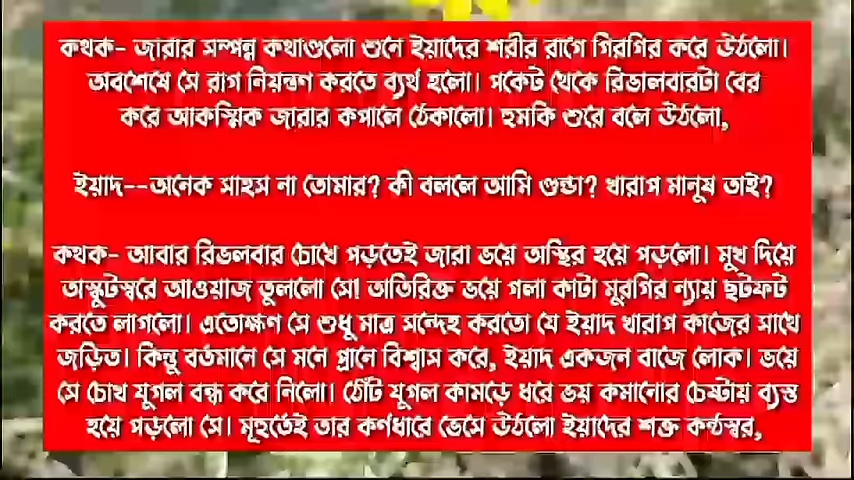 কথক- জারার সম্পন্ন কথাগুলো শুনে ইয়াদের শরীর রাগে গিরগির করে উঠলো।
অবশেষে সে রাগ নিয়ন্ত্রণ করতে ব্যর্থ হলো। পকেট থেকে রিভালবারটা বের
করে আকস্মিক জারার কপালে ঠেকালো। হুমকি শুরে বলে উঠলো,
ইয়াদ--অনেক সাহস না তোমার? কী বললে আমি গুন্ডা? খারাপ মানুষ তাই?
কথক- আবার রিভলবার চোখে পড়তেই জারা ভয়ে অস্থির হয়ে পড়লো। মুখ দিয়ে
অস্কুটস্বরে আওয়াজ তুললো সে! অতিরিক্ত ভয়ে গলা কাটা মুরগির ন্যায় ছটফট
করতে লাগলো। এতোক্ষণ সে শুধু মাত্র সন্দেহ করতো যে ইয়াদ খারাপ কাজের সাথে
জড়িত। কিন্তু বর্তমানে সে মনে প্রানে বিশ্বাস করে, ইয়াদ একজন বাজে লোক। ভয়ে
সে চোখ যুগল বন্ধ করে নিলো। ঠোঁট যুগল কামড়ে ধরে ভয় কমানোর চেষ্টায় ব্যস্ত
হয়ে পড়লো সে। মূহর্তেই তার কর্ণধারে ভেসে উঠলো ইয়াদের শক্ত কন্ঠস্বর,